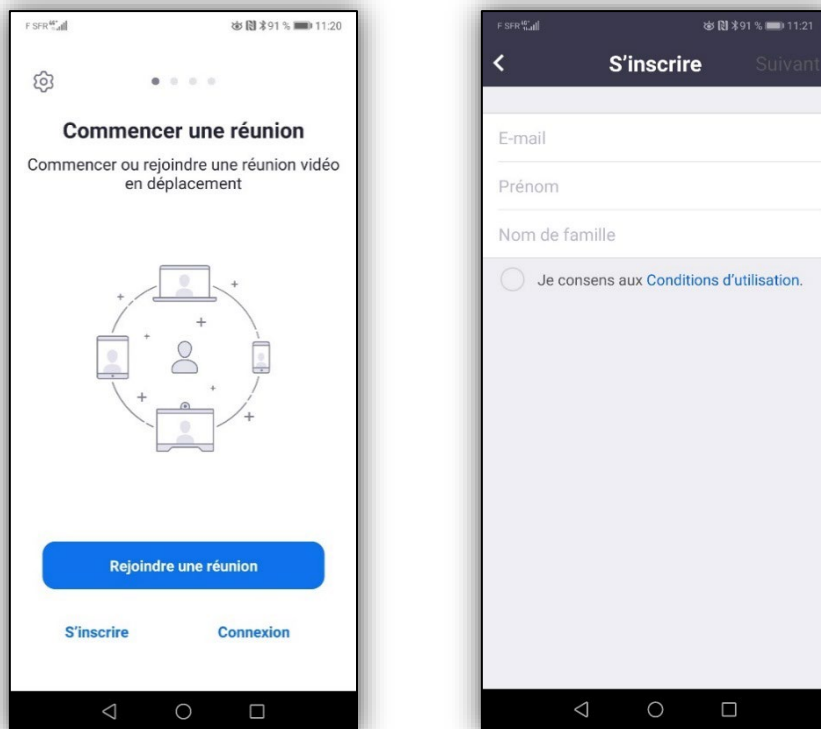 F SFR 91 % 11:20
Commencer une réunion
Commencer ou rejoindre une réunion vidéo
en déplacement
Rejoindre une réunion
S'inscrire Connexion
F SFR 91 % 11:21
S'inscrire Suivant
E-mail
Prénom
Nom de famille
Je consens aux Conditions d'utilisation.